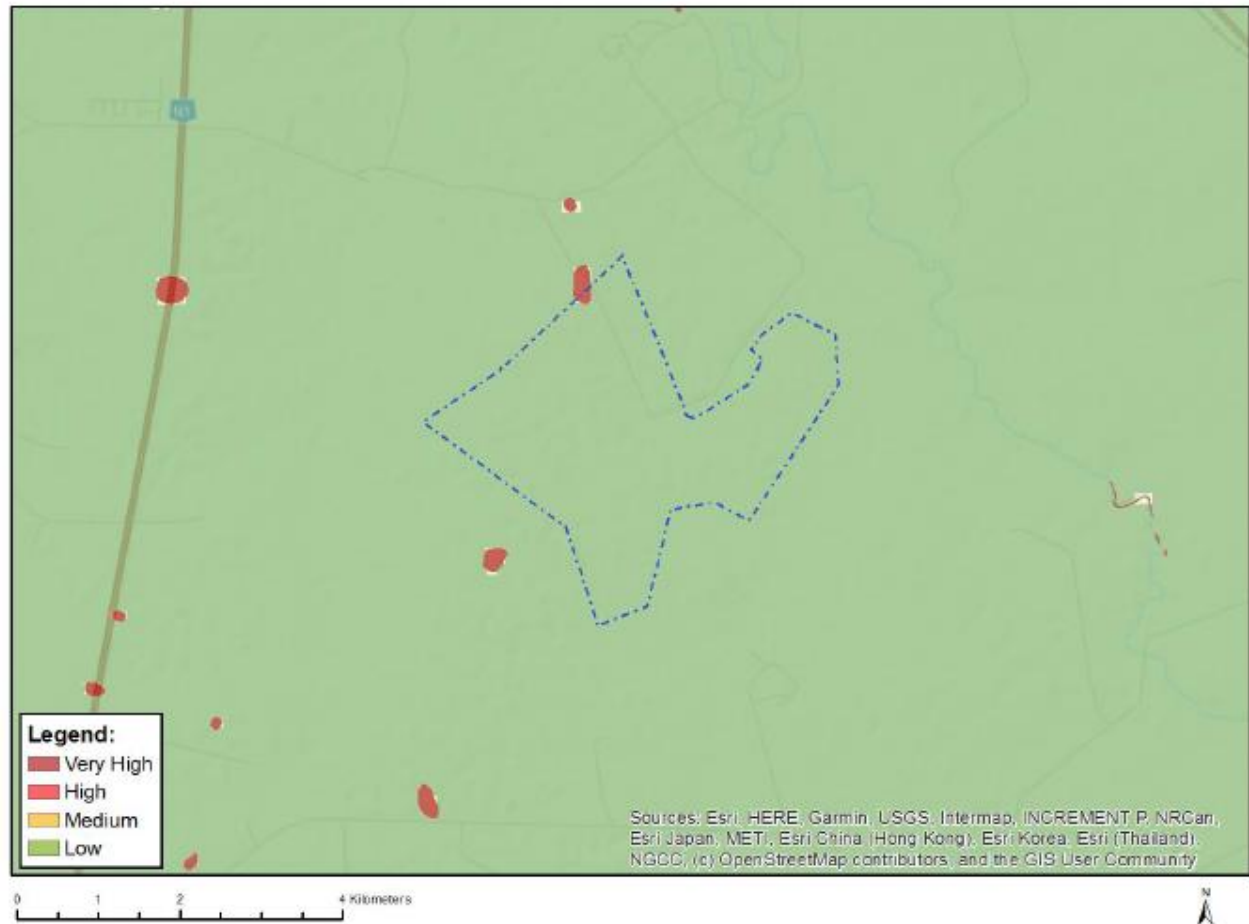 N1
Legend:
Very High
High
Medium
Low
Sources: Esri, HERE, Garmin, USGS, Intermap, INCREMENT P, NRCan,
Esri Japan, METI, Esri China (Hong Kong), Esri Korea, Esri (Thailand),
NGCC, (c) OpenStreetMap contributors, and the GIS User Community
0 1 2 4 Kilometers
N